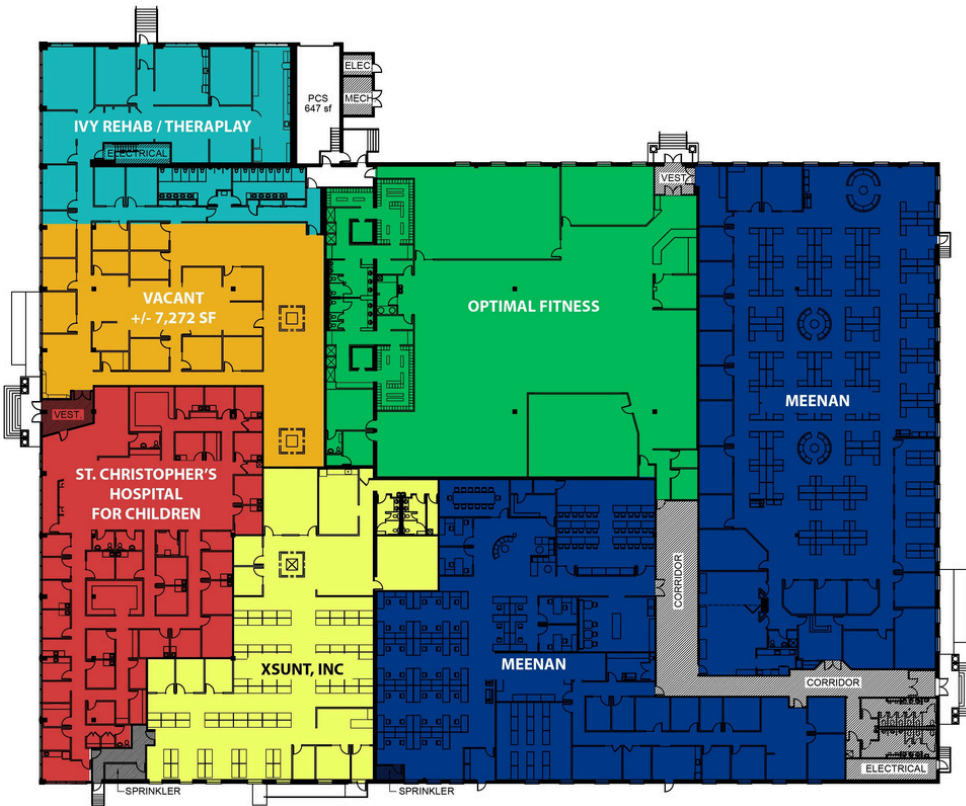 ELEC
MECH
PCS
647 sf
IVY REHAB / THERAPLAY
ELECTRICAL
VEST
VACANT
+/- 7,272 SF
OPTIMAL FITNESS
MEENAN
VEST.
ST. CHRISTOPHER'S
HOSPITAL
FOR CHILDREN
CORRIDOR
XSUNT, INC
MEENAN
CORRIDOR
ELECTRICAL
SPRINKLER
SPRINKLER